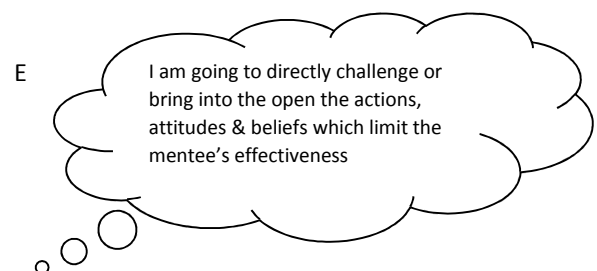 E
I am going to directly challenge or
bring into the open the actions,
attitudes & beliefs which limit the
mentee’s effectiveness